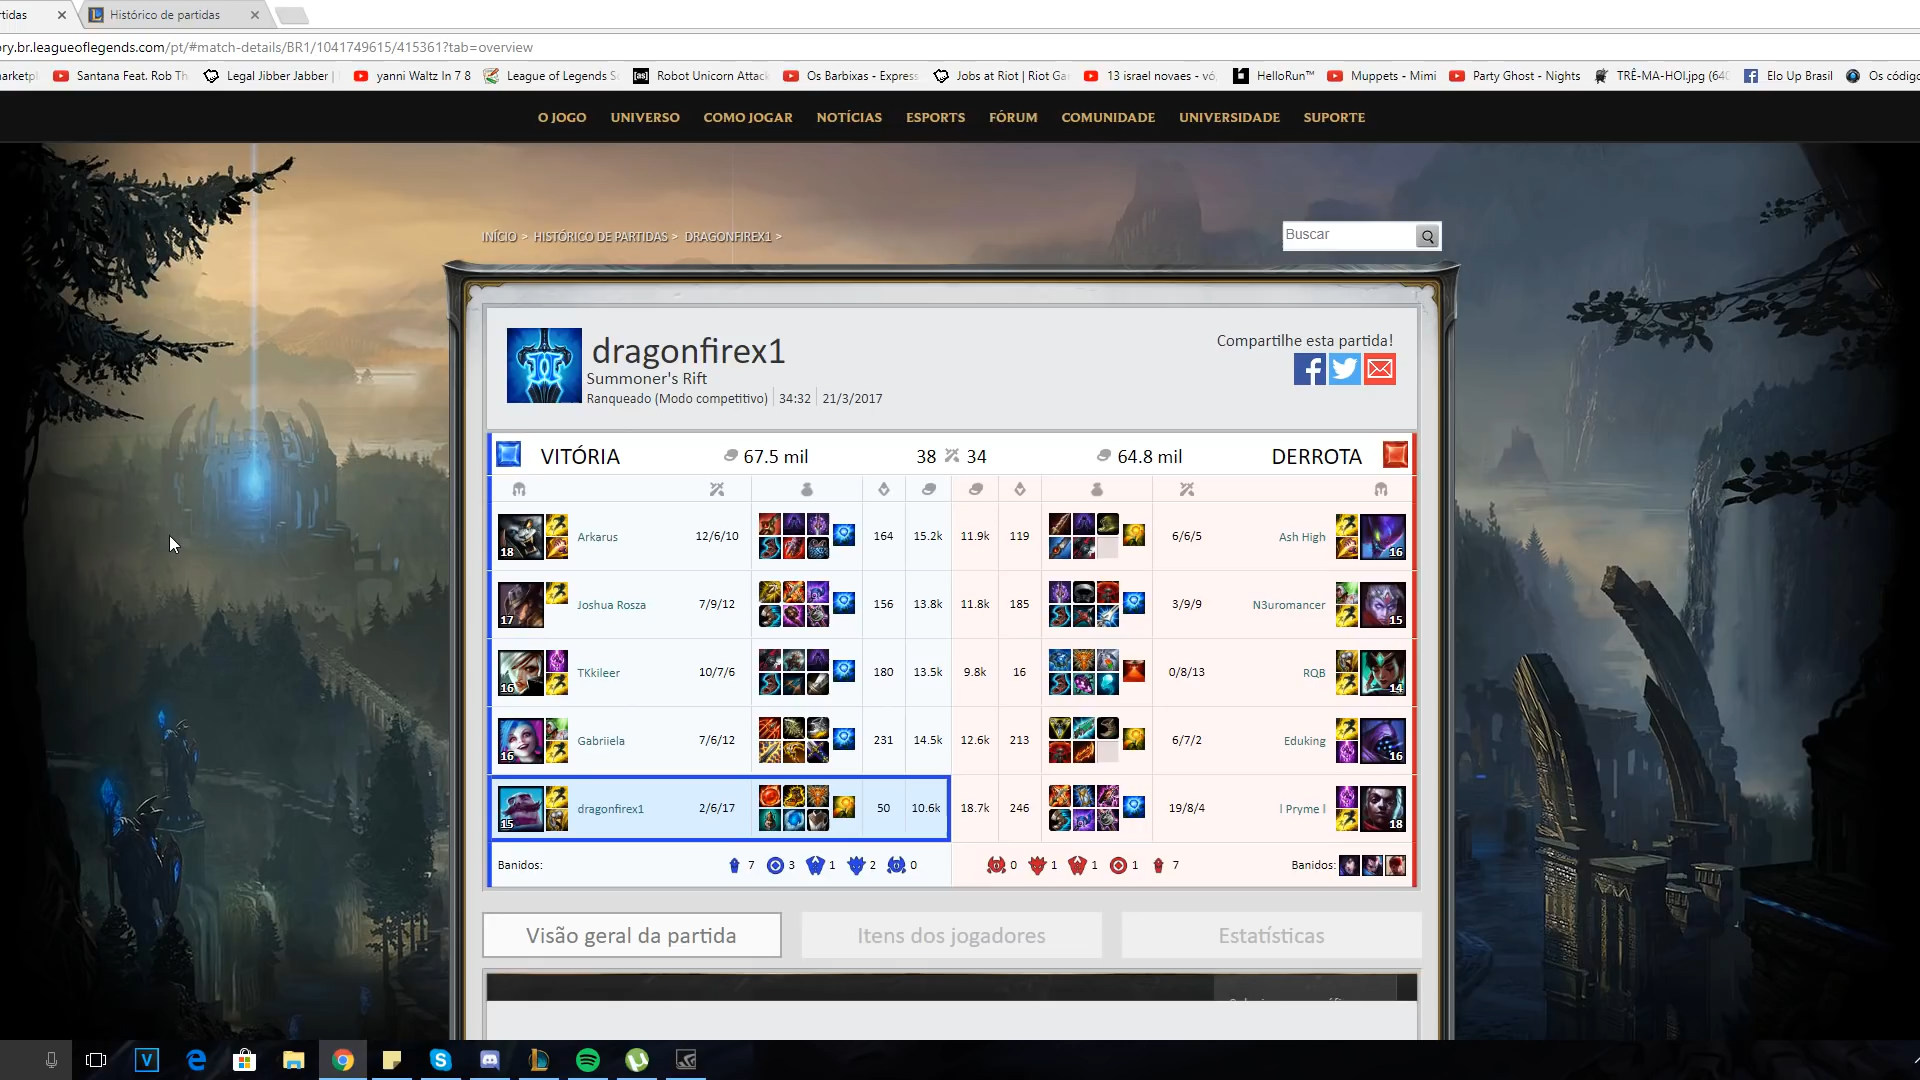 rtidas
Histórico de partidas
ory.br.leagueoflegends.com/pt/#match-details/BR1/1041749615/415361?tab=overview
arketpl
Santana Feat. Rob Th
Legal Jibber Jabber |
yanni Waltz In 7 8
League of Legends Sc
Robot Unicorn Attack
Os Barbixas - Express
Jobs at Riot | Riot Ga
13 israel novaes - vó
HelloRun™
Muppets - Mimi
Party Ghost - Nights
TRÊ-MA-HOI.jpg (640
Elo Up Brasil
Os código
O JOGO UNIVERSO COMO JOGAR NOTÍCIAS ESPORTS FÓRUM COMUNIDADE UNIVERSIDADE SUPORTE
INÍCIO > HISTÓRICO DE PARTIDAS > DRAGONFIREX1 >
Buscar
dragonfirex1
Summoner's Rift
Ranqueado (Modo competitivo) 34:32 21/3/2017
Compartilhe esta partida!
VITÓRIA 67.5 mil 38 34 64.8 mil DERROTA
18 Arkarus 12/6/10 164 15.2k 11.9k 119 6/6/5 Ash High 16
17 Joshua Rosza 7/9/12 156 13.8k 11.8k 185 3/9/9 N3uromancer 15
16 TKkileer 10/7/6 180 13.5k 9.8k 16 0/8/13 RQB 14
16 Gabriiela 7/6/12 231 14.5k 12.6k 213 6/7/2 Eduking 16
15 dragonfirex1 2/6/17 50 10.6k 18.7k 246 19/8/4 l Pryme l 18
Banidos: 7 3 1 2 0 0 1 1 1 7 Banidos:
Visão geral da partida
Itens dos jogadores
Estatísticas